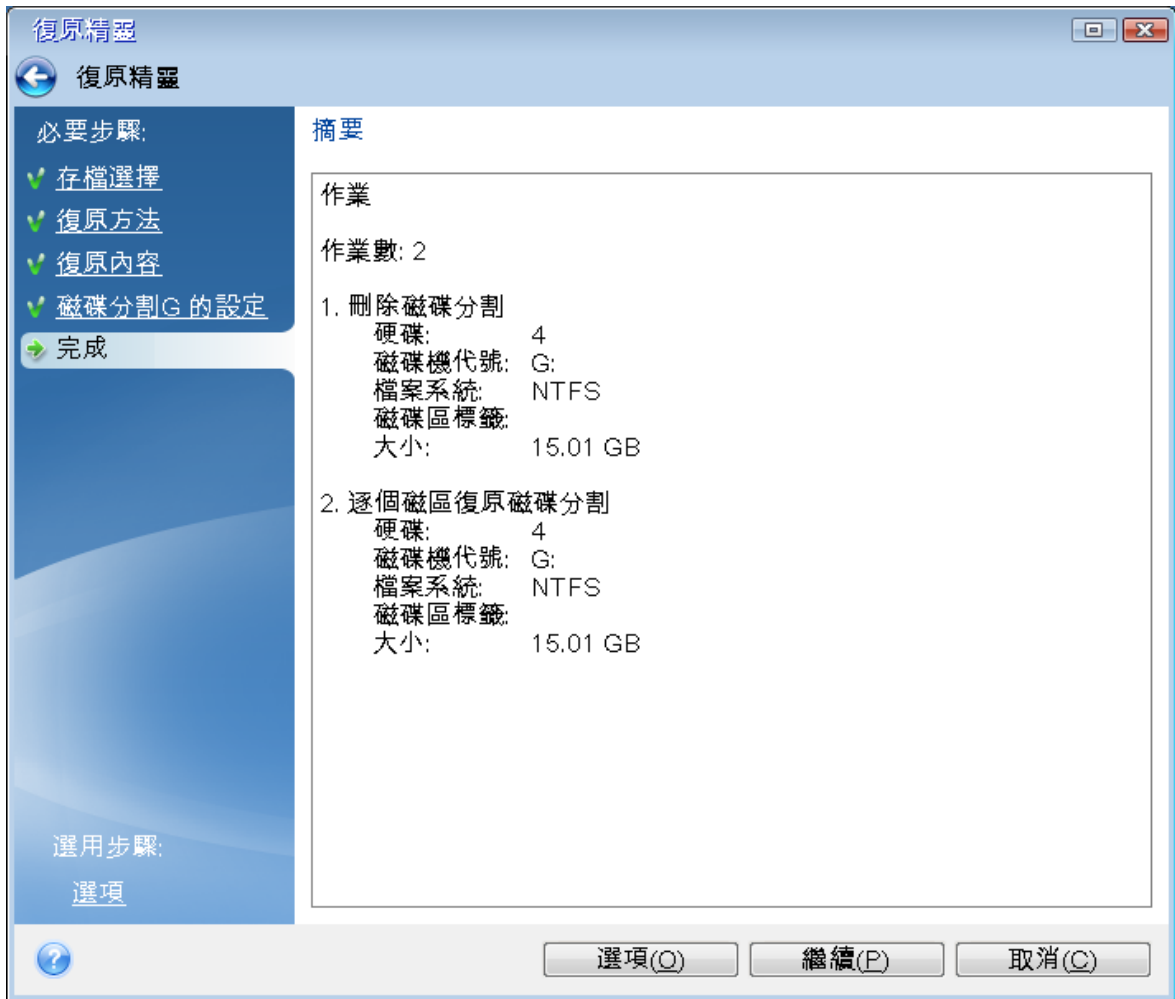 復原精靈
復原精靈
必要步驟:
存檔選擇
復原方法
復原內容
磁碟分割G 的設定
完成
摘要
作業
作業數: 2
1. 刪除磁碟分割
硬碟: 4
磁碟機代號: G:
檔案系統: NTFS
磁碟區標籤:
大小: 15.01 GB
2. 逐個磁區復原磁碟分割
硬碟: 4
磁碟機代號: G:
檔案系統: NTFS
磁碟區標籤:
大小: 15.01 GB
選用步驟:
選項
選項(O) 繼續(P) 取消(C)